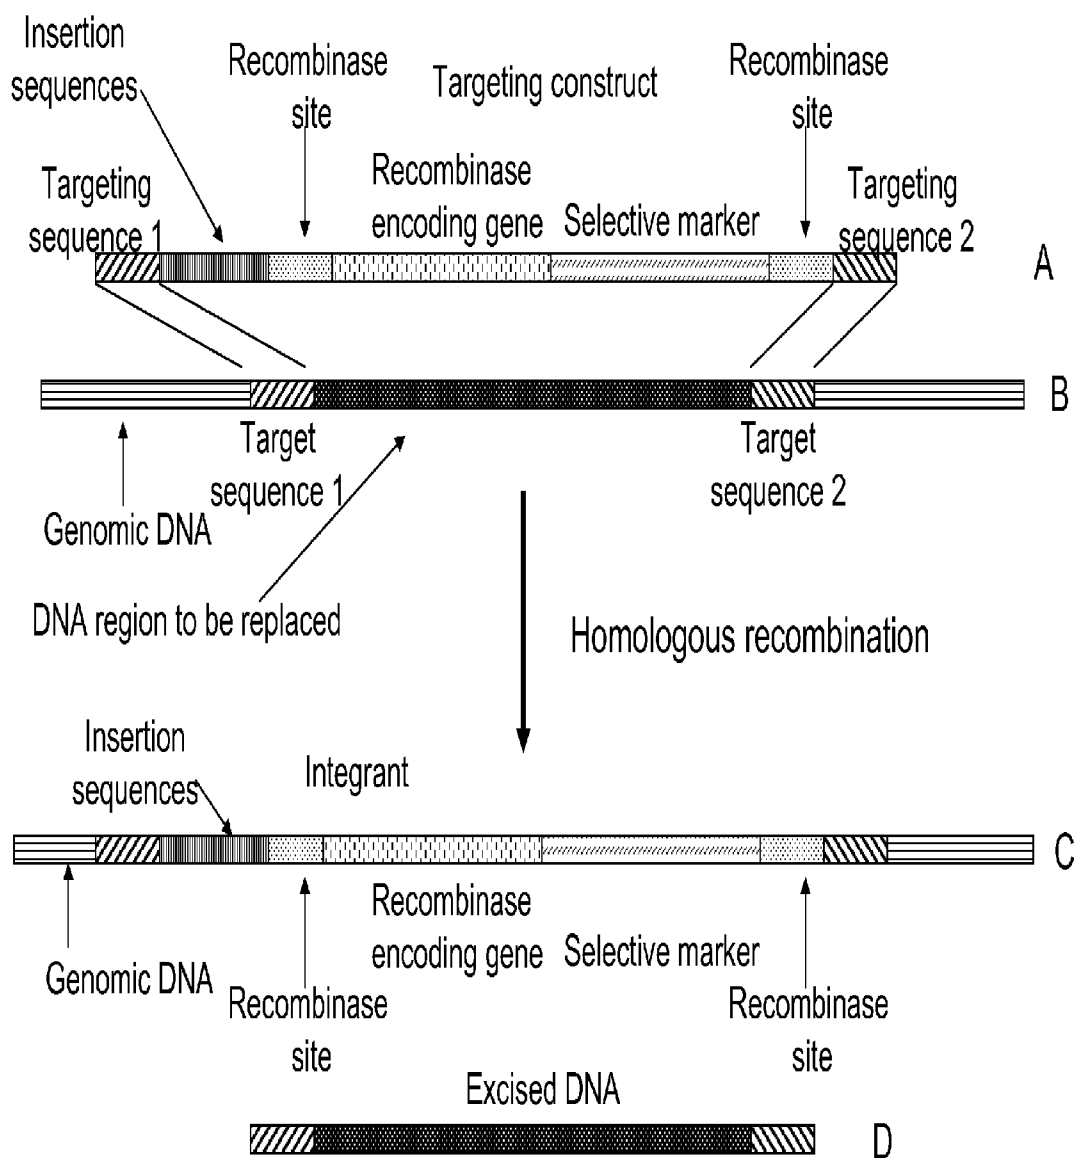 Insertion
sequences
Recombinase
site
Targeting construct
Recombinase
site
Targeting
sequence 1
Recombinase
encoding gene
Selective marker
Targeting
sequence 2
A
B
Target
sequence 1
Target
sequence 2
Genomic DNA
DNA region to be replaced
Homologous recombination
Insertion
sequences
Integrant
C
Recombinase
encoding gene
Selective marker
Genomic DNA
Recombinase
site
Recombinase
site
Excised DNA
D